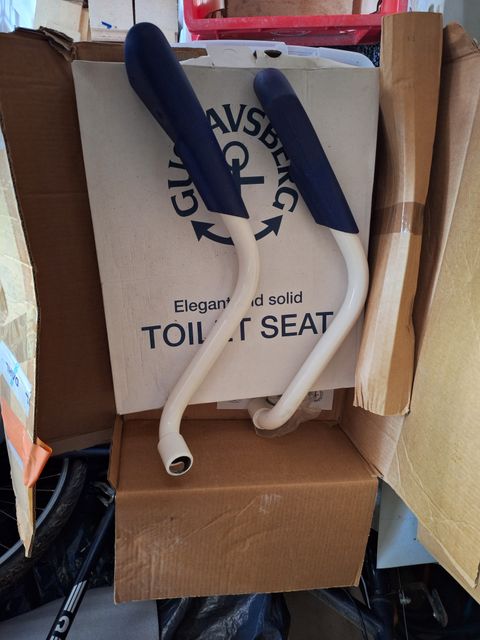 GUSTAVSBERG
Elegant and solid
TOILET SEAT